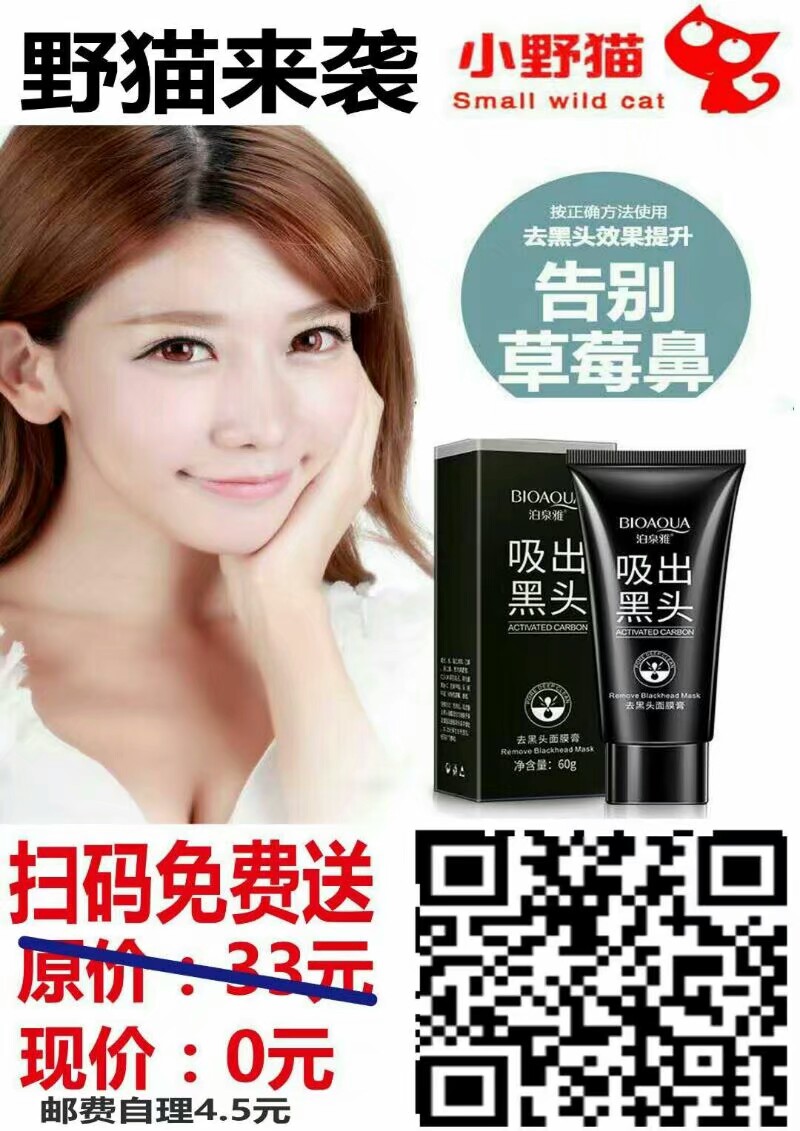 野猫来袭
小野猫
Small wild cat
按正确方法使用
去黑头效果提升
告别
草莓鼻
BIOAQUA
泊泉雅®
吸出
黑头
ACTIVATED CARBON
PORE DEEP CLEAN
去黑头面膜膏
Remove Blackhead Mask
净含量：60g
BIOAQUA
泊泉雅®
吸出
黑头
ACTIVATED CARBON
Remove Blackhead Mask
去黑头面膜膏
扫码免费送
原价：33元
现价：0元
邮费自理4.5元